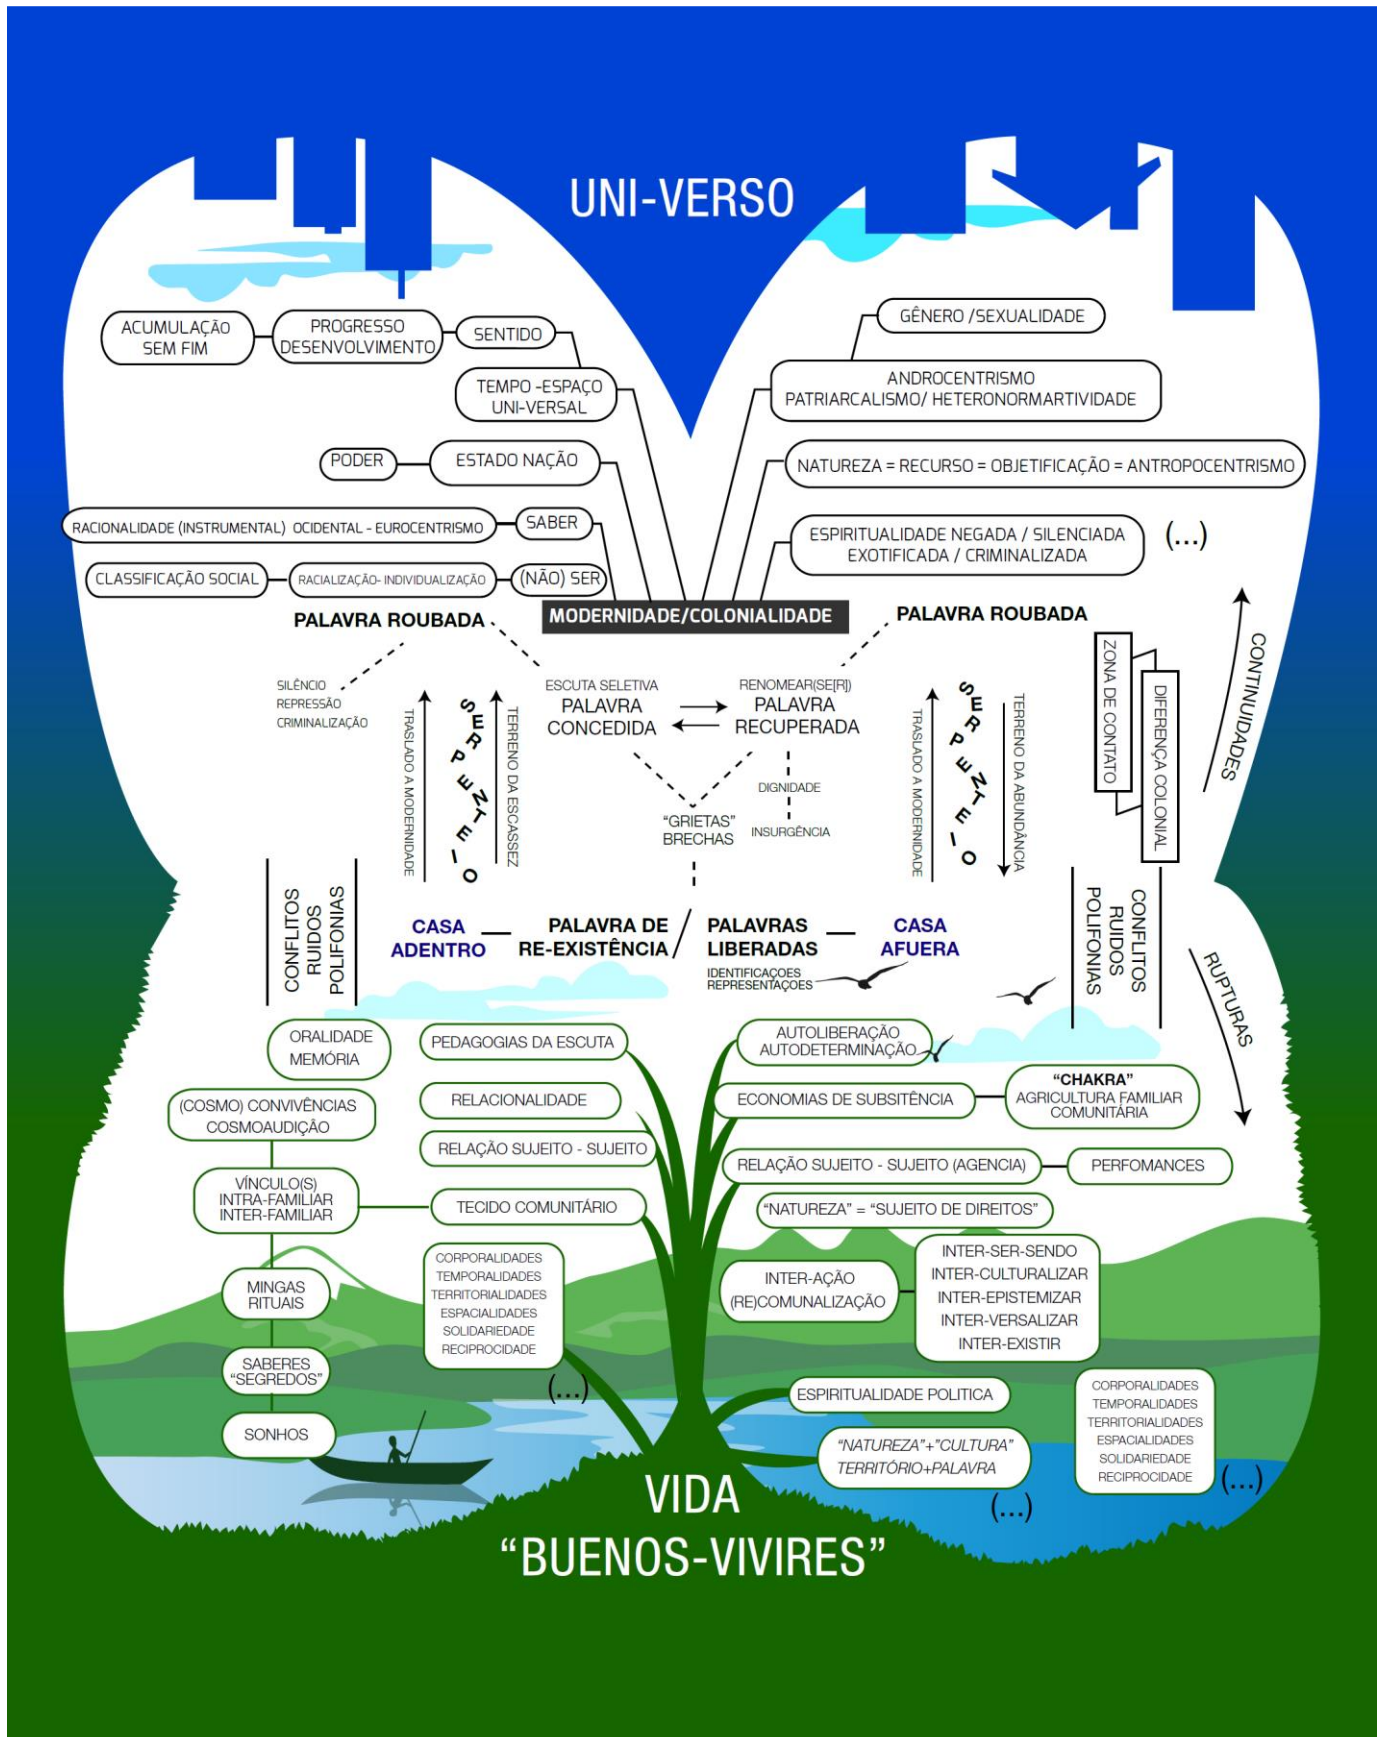 UNI-VERSO
ACUMULAÇÃO
SEM FIM
PROGRESSO
DESENVOLVIMENTO
SENTIDO
TEMPO -ESPAÇO
UNI-VERSAL
PODER
ESTADO NAÇÃO
RACIONALIDADE (INSTRUMENTAL) OCIDENTAL - EUROCENTRISMO
SABER
CLASSIFICAÇÃO SOCIAL
RACIALIZAÇÃO- INDIVIDUALIZAÇÃO
(NÃO) SER
GÊNERO /SEXUALIDADE
ANDROCENTRISMO
PATRIARCALISMO/ HETERONORMARTIVIDADE
NATUREZA = RECURSO = OBJETIFICAÇÃO = ANTROPOCENTRISMO
ESPIRITUALIDADE NEGADA / SILENCIADA
EXOTIFICADA / CRIMINALIZADA
(...)
MODERNIDADE/COLONIALIDADE
PALAVRA ROUBADA
PALAVRA ROUBADA
SILÊNCIO
REPRESSÃO
CRIMINALIZAÇÃO
TRASLADO A MODERNIDADE
SERPENTEIO
TERRENO DA ESCASSEZ
ESCUTA SELETIVA
PALAVRA
CONCEDIDA
RENOMEAR(SE[R])
PALAVRA
RECUPERADA
DIGNIDADE
INSURGÊNCIA
“GRIETAS”
BRECHAS
TRASLADO A MODERNIDADE
SERPENTEIO
TERRENO DA ABUNDÂNCIA
ZONA DE CONTATO
DIFERENÇA COLONIAL
CONTINUIDADES
CONFLITOS
RUIDOS
POLIFONIAS
CASA
ADENTRO
PALAVRA DE
RE-EXISTÊNCIA
PALAVRAS
LIBERADAS
IDENTIFICAÇOES
REPRESENTAÇOES
CASA
AFUERA
CONFLITOS
RUIDOS
POLIFONIAS
RUPTURAS
ORALIDADE
MEMÓRIA
PEDAGOGIAS DA ESCUTA
(COSMO) CONVIVÊNCIAS
COSMOAUDIÇÃO
RELACIONALIDADE
RELAÇÃO SUJEITO - SUJEITO
VÍNCULO(S)
INTRA-FAMILIAR
INTER-FAMILIAR
TECIDO COMUNITÁRIO
MINGAS
RITUAIS
CORPORALIDADES
TEMPORALIDADES
TERRITORIALIDADES
ESPACIALIDADES
SOLIDARIEDADE
RECIPROCIDADE
(...)
SABERES
“SEGREDOS”
SONHOS
AUTOLIBERAÇÃO
AUTODETERMINAÇÃO
ECONOMIAS DE SUBSITÊNCIA
“CHAKRA”
AGRICULTURA FAMILIAR
COMUNITÁRIA
RELAÇÃO SUJEITO - SUJEITO (AGENCIA)
PERFOMANCES
“NATUREZA” = “SUJEITO DE DIREITOS”
INTER-AÇÃO
(RE)COMUNALIZAÇÃO
INTER-SER-SENDO
INTER-CULTURALIZAR
INTER-EPISTEMIZAR
INTER-VERSALIZAR
INTER-EXISTIR
ESPIRITUALIDADE POLITICA
“NATUREZA”+”CULTURA”
TERRITÓRIO+PALAVRA
(...)
CORPORALIDADES
TEMPORALIDADES
TERRITORIALIDADES
ESPACIALIDADES
SOLIDARIEDADE
RECIPROCIDADE
(...)
VIDA
“BUENOS-VIVIRES”